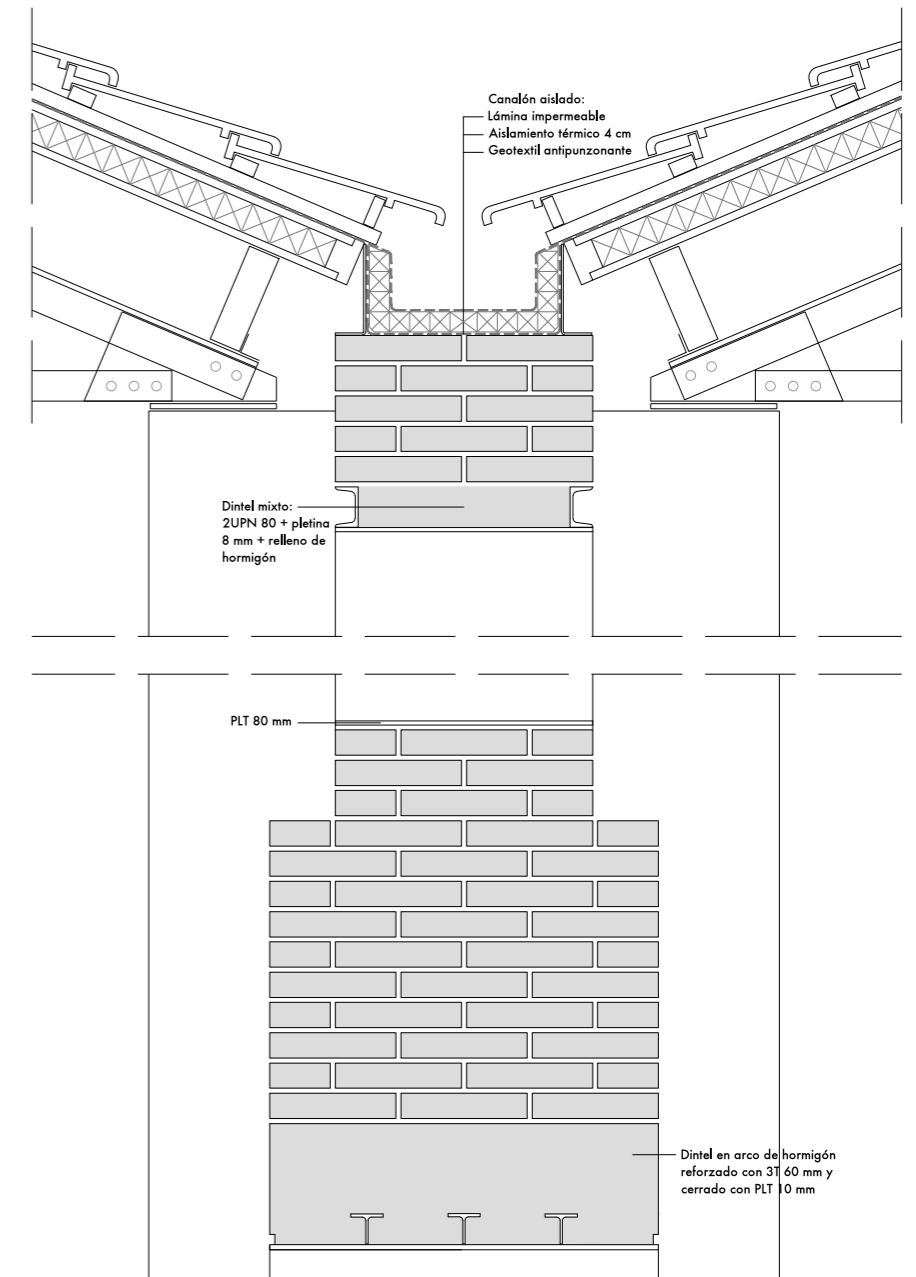 Canalón aislado:
Lámina impermeable
Aislamiento térmico 4 cm
Geotextil antipunzonante
Dintel mixto:
2UPN 80 + pletina
8 mm + relleno de
hormigón
PLT 80 mm
Dintel en arco de hormigón
reforzado con 3T 60 mm y
cerrado con PLT 10 mm